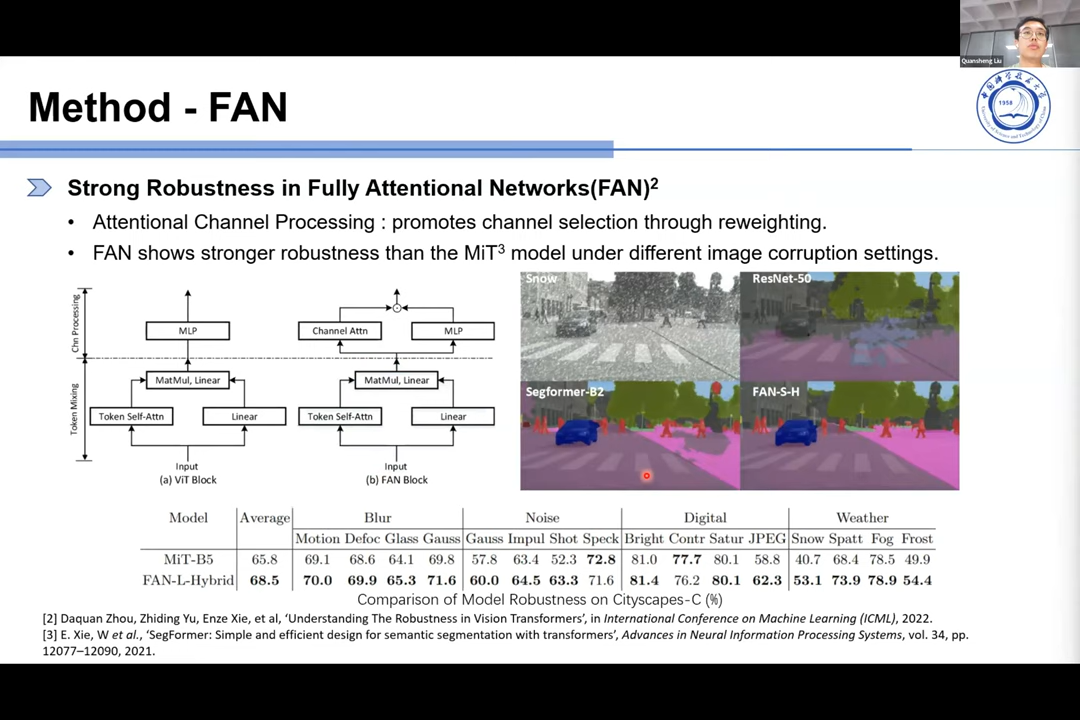 Quansheng Liu
Method - FAN
1958
Strong Robustness in Fully Attentional Networks(FAN)2
• Attentional Channel Processing : promotes channel selection through reweighting.
• FAN shows stronger robustness than the MiT3 model under different image corruption settings.
Chn Processing
Token Mixing
MLP
MatMul, Linear
Token Self-Attn
Linear
Input
(a) ViT Block
Channel Attn
MLP
MatMul, Linear
Token Self-Attn
Linear
Input
(b) FAN Block
Snow
ResNet-50
Segformer-B2
FAN-S-H
Model Average Blur Noise Digital Weather
Motion Defoc Glass Gauss Gauss Impul Shot Speck Bright Contr Satur JPEG Snow Spatt Fog Frost
MiT-B5 65.8 69.1 68.6 64.1 69.8 57.8 63.4 52.3 72.8 81.0 77.7 80.1 58.8 40.7 68.4 78.5 49.9
FAN-L-Hybrid 68.5 70.0 69.9 65.3 71.6 60.0 64.5 63.3 71.6 81.4 76.2 80.1 62.3 53.1 73.9 78.9 54.4
Comparison of Model Robustness on Cityscapes-C (%)
[2] Daquan Zhou, Zhiding Yu, Enze Xie, et al, ‘Understanding The Robustness in Vision Transformers’, in International Conference on Machine Learning (ICML), 2022.
[3] E. Xie, W et al., ‘SegFormer: Simple and efficient design for semantic segmentation with transformers’, Advances in Neural Information Processing Systems, vol. 34, pp.
12077–12090, 2021.